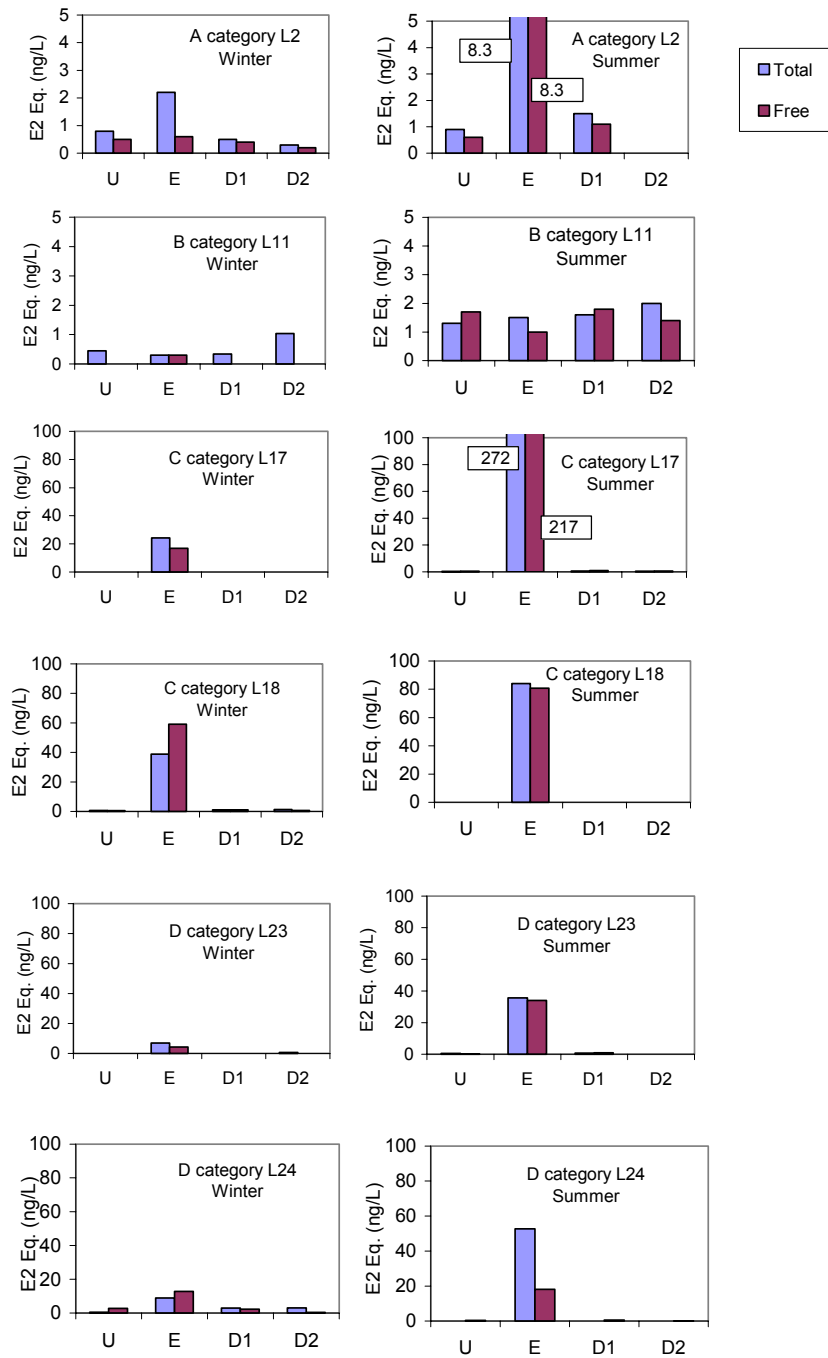 5
4
3
2
1
0
E2 Eq. (ng/L)
A category L2
Winter
U E D1 D2
5
4
3
2
1
0
E2 Eq. (ng/L)
A category L2
Summer
8.3
8.3
U E D1 D2
Total
Free
5
4
3
2
1
0
E2 Eq. (ng/L)
B category L11
Winter
U E D1 D2
5
4
3
2
1
0
E2 Eq. (ng/L)
B category L11
Summer
U E D1 D2
100
80
60
40
20
0
E2 Eq. (ng/L)
C category L17
Winter
U E D1 D2
100
80
60
40
20
0
E2 Eq. (ng/L)
C category L17
Summer
272
217
U E D1 D2
100
80
60
40
20
0
E2 Eq. (ng/L)
C category L18
Winter
U E D1 D2
100
80
60
40
20
0
E2 Eq. (ng/L)
C category L18
Summer
U E D1 D2
100
80
60
40
20
0
E2 Eq. (ng/L)
D category L23
Winter
U E D1 D2
100
80
60
40
20
0
E2 Eq. (ng/L)
D category L23
Summer
U E D1 D2
100
80
60
40
20
0
E2 Eq. (ng/L)
D category L24
Winter
U E D1 D2
100
80
60
40
20
0
E2 Eq. (ng/L)
D category L24
Summer
U E D1 D2